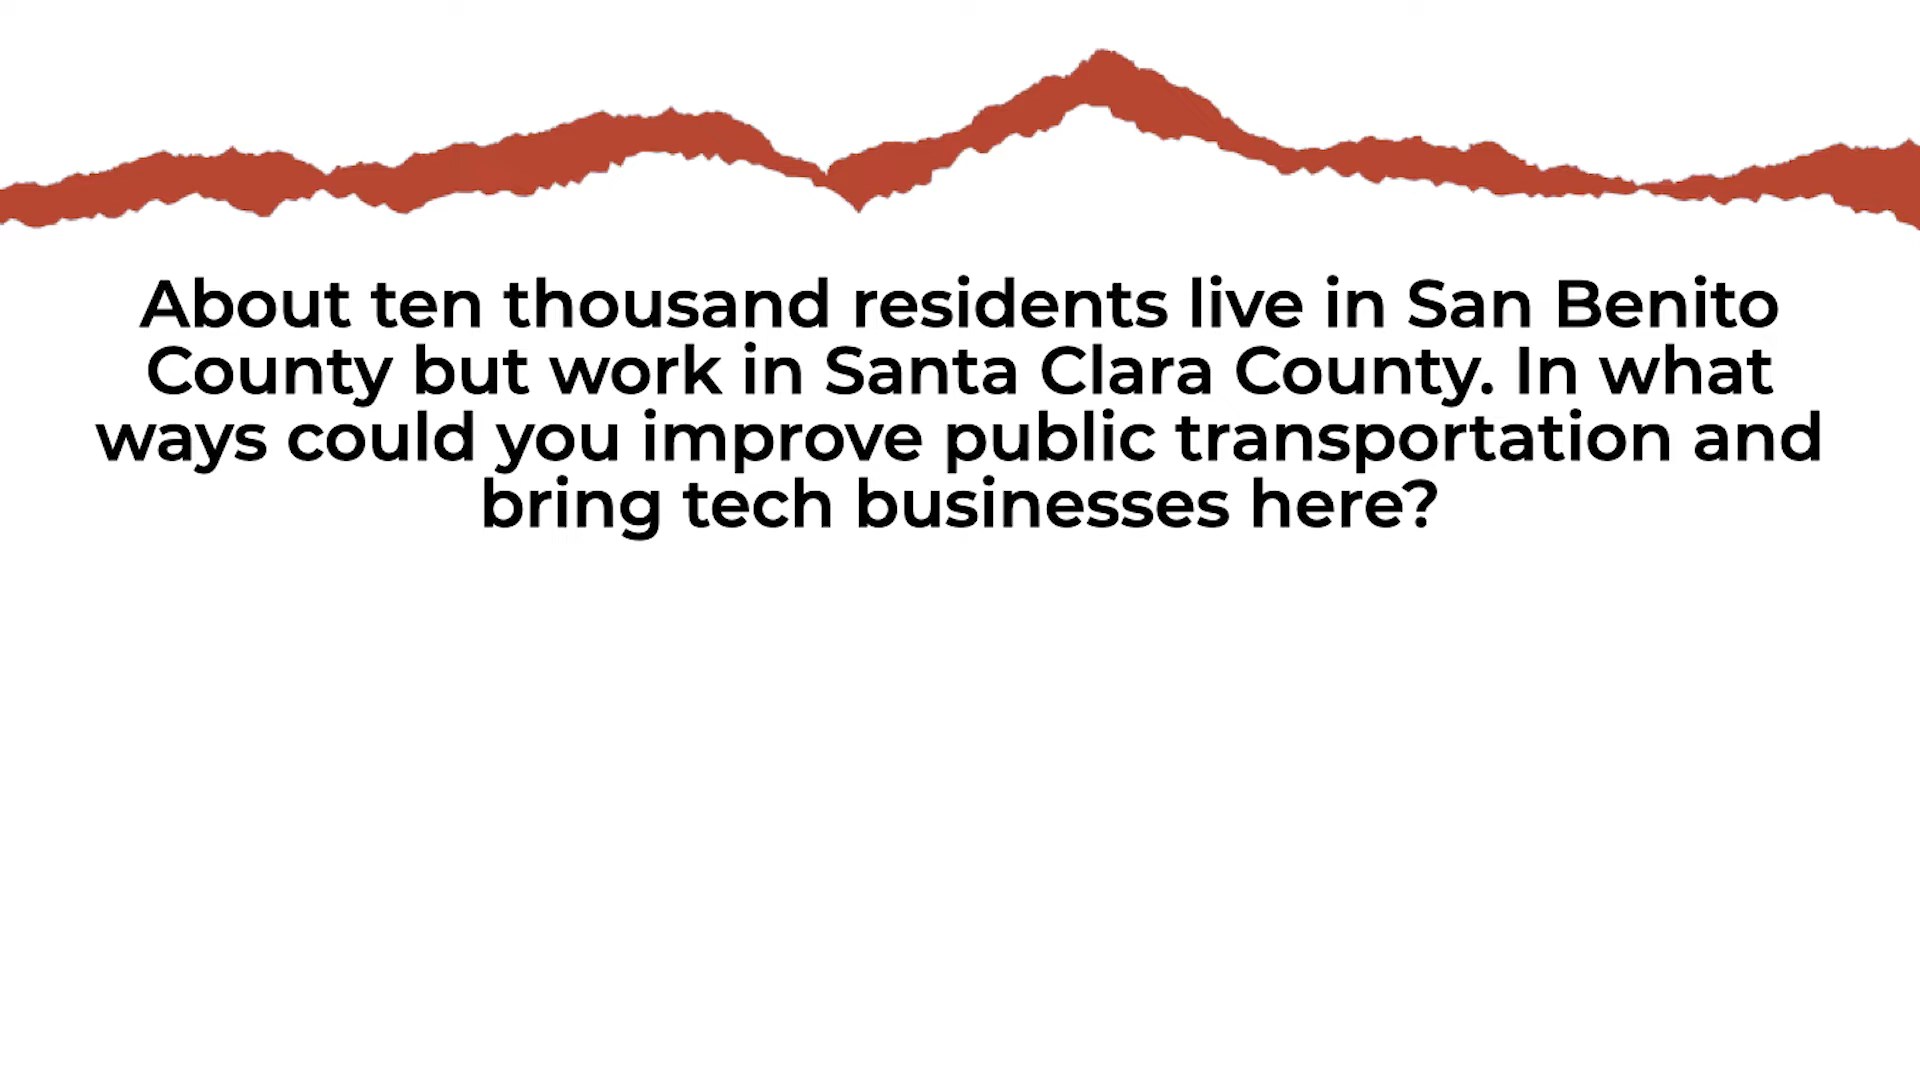 About ten thousand residents live in San Benito
County but work in Santa Clara County. In what
ways could you improve public transportation and
bring tech businesses here?